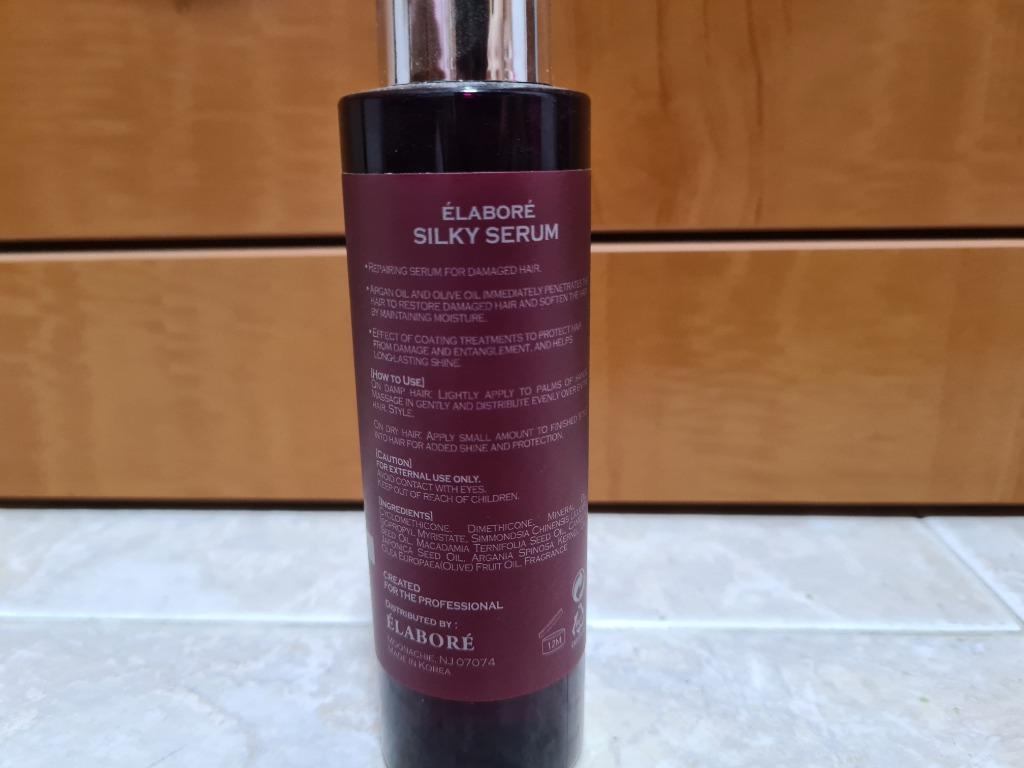 ÉLABORÉ
SILKY SERUM
• REPAIRING SERUM FOR DAMAGED HAIR.
• ARGAN OIL AND OLIVE OIL IMMEDIATELY PENETRATES
HAIR TO RESTORE DAMAGED HAIR AND SOFTEN THE
BY MAINTAINING MOISTURE.
• EFFECT OF COATING TREATMENTS TO PROTECT HAIR
FROM DAMAGE AND ENTANGLEMENT, AND HELPS
LONG-LASTING SHINE.
[HOW TO USE]
ON DAMP HAIR: LIGHTLY APPLY TO PALMS OF
MASSAGE IN GENTLY AND DISTRIBUTE EVENLY OVER
HAIR. STYLE.
ON DRY HAIR: APPLY SMALL AMOUNT TO FINISHED
INTO HAIR FOR ADDED SHINE AND PROTECTION.
[CAUTION]
FOR EXTERNAL USE ONLY.
AVOID CONTACT WITH EYES.
KEEP OUT OF REACH OF CHILDREN.
[INGREDIENTS]
CYCLOMETHICONE, DIMETHICONE, MINERAL
ISOPROPYL MYRISTATE, SIMMONDSIA CHINENSIS
SEED OIL, MACADAMIA TERNIFOLIA SEED OIL,
JAPONICA SEED OIL, ARGANIA SPINOSA KERNEL
OLEA EUROPAEA(OLIVE) FRUIT OIL, FRAGRANCE
CREATED
FOR THE PROFESSIONAL
DISTRIBUTED BY :
ÉLABORÉ
MOONACHIE, NJ 07074
MADE IN KOREA
12M